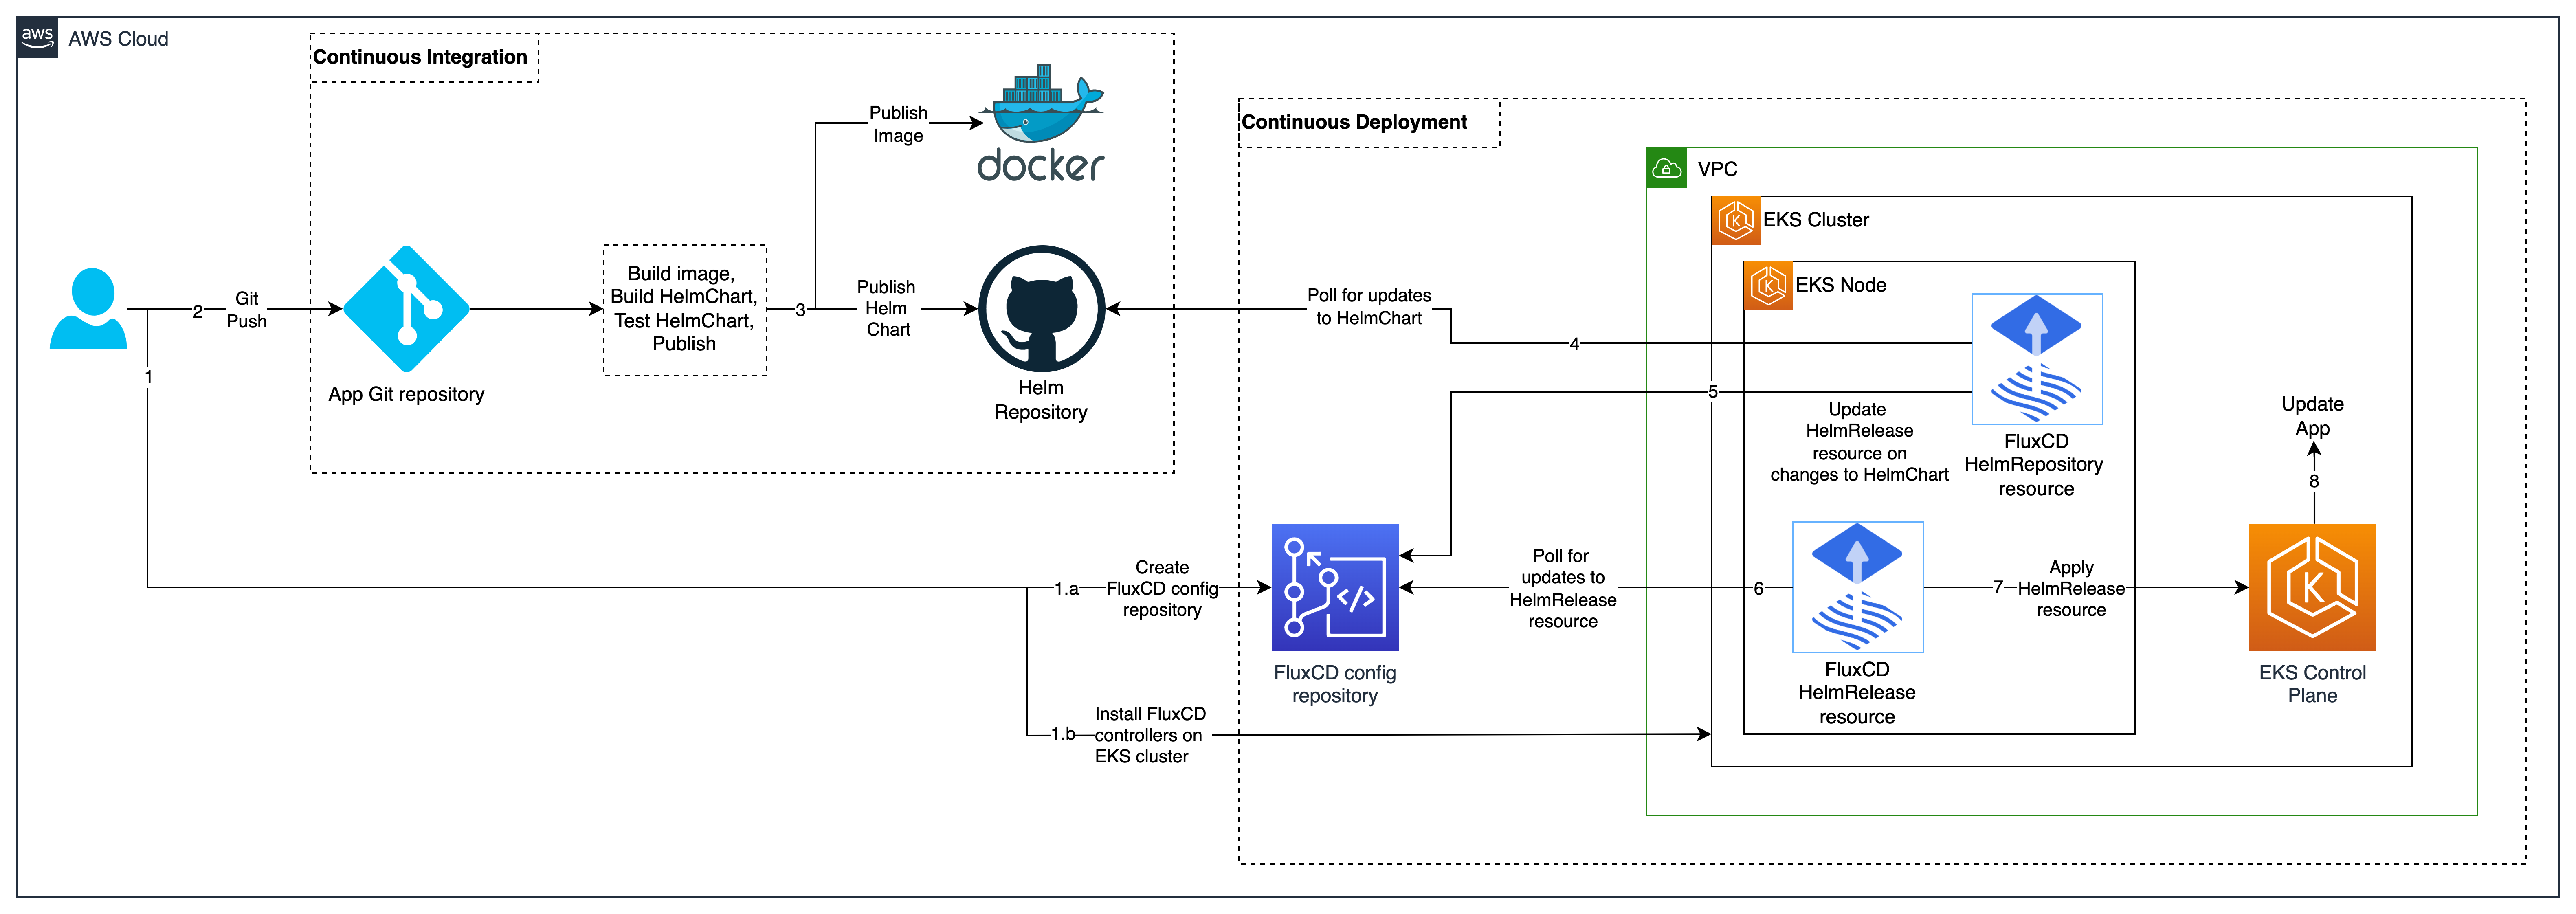 aws
AWS Cloud
Continuous Integration
Publish
Image
docker
Continuous Deployment
VPC
EKS Cluster
EKS Node
2
Git
Push
App Git repository
Build image,
Build HelmChart,
Test HelmChart,
Publish
3
Publish
Helm
Chart
Helm
Repository
Poll for updates
to HelmChart
4
5
Update
HelmRelease
resource on
changes to HelmChart
FluxCD
HelmRepository
resource
Update
App
8
1
1.a
Create
FluxCD config
repository
FluxCD config
repository
Poll for
updates to
HelmRelease
resource
6
FluxCD
HelmRelease
resource
7
Apply
HelmRelease
resource
K
EKS Control
Plane
1.b
Install FluxCD
controllers on
EKS cluster